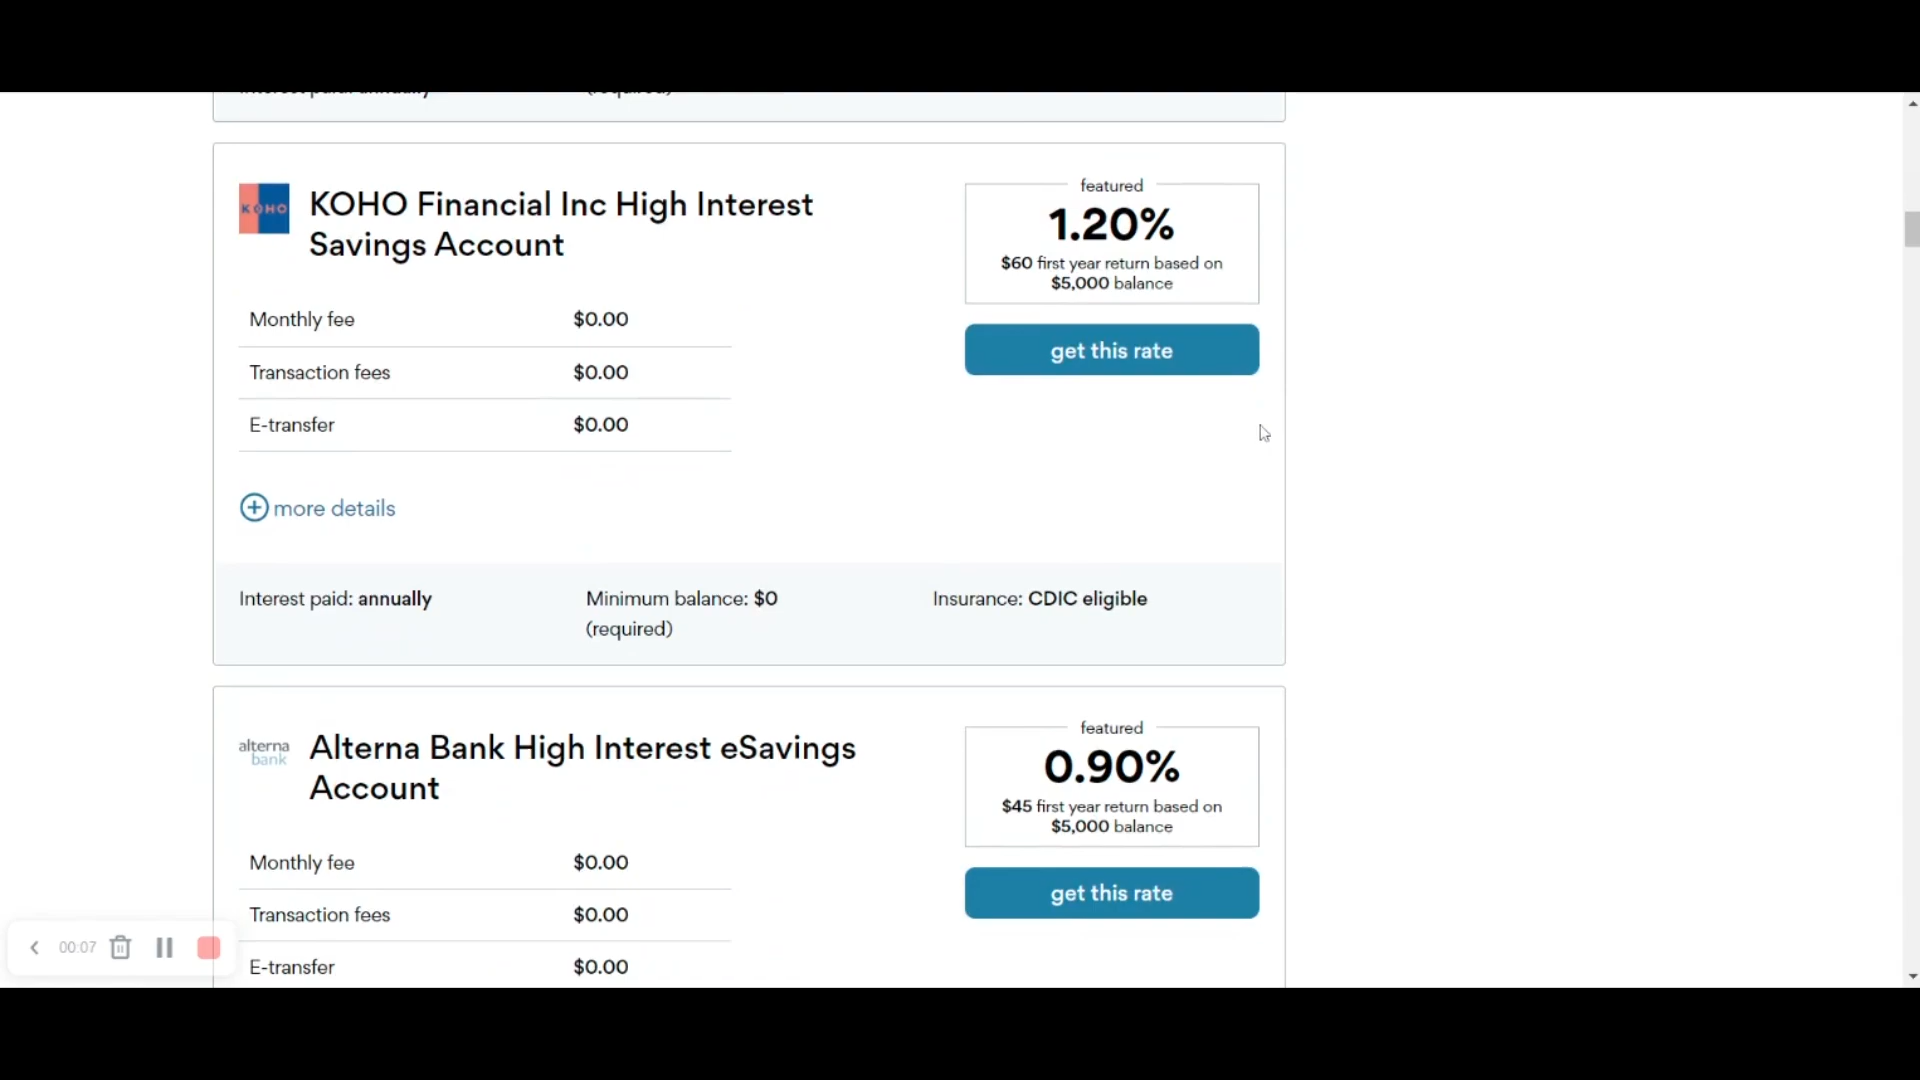 KOHO
KOHO Financial Inc High Interest
Savings Account
featured
1.20%
$60 first year return based on
$5,000 balance
get this rate
Monthly fee $0.00
Transaction fees $0.00
E-transfer $0.00
more details
Interest paid: annually Minimum balance: $0 Insurance: CDIC eligible
(required)
alterna
bank
Alterna Bank High Interest eSavings
Account
featured
0.90%
$45 first year return based on
$5,000 balance
get this rate
Monthly fee $0.00
Transaction fees $0.00
E-transfer $0.00
00:07